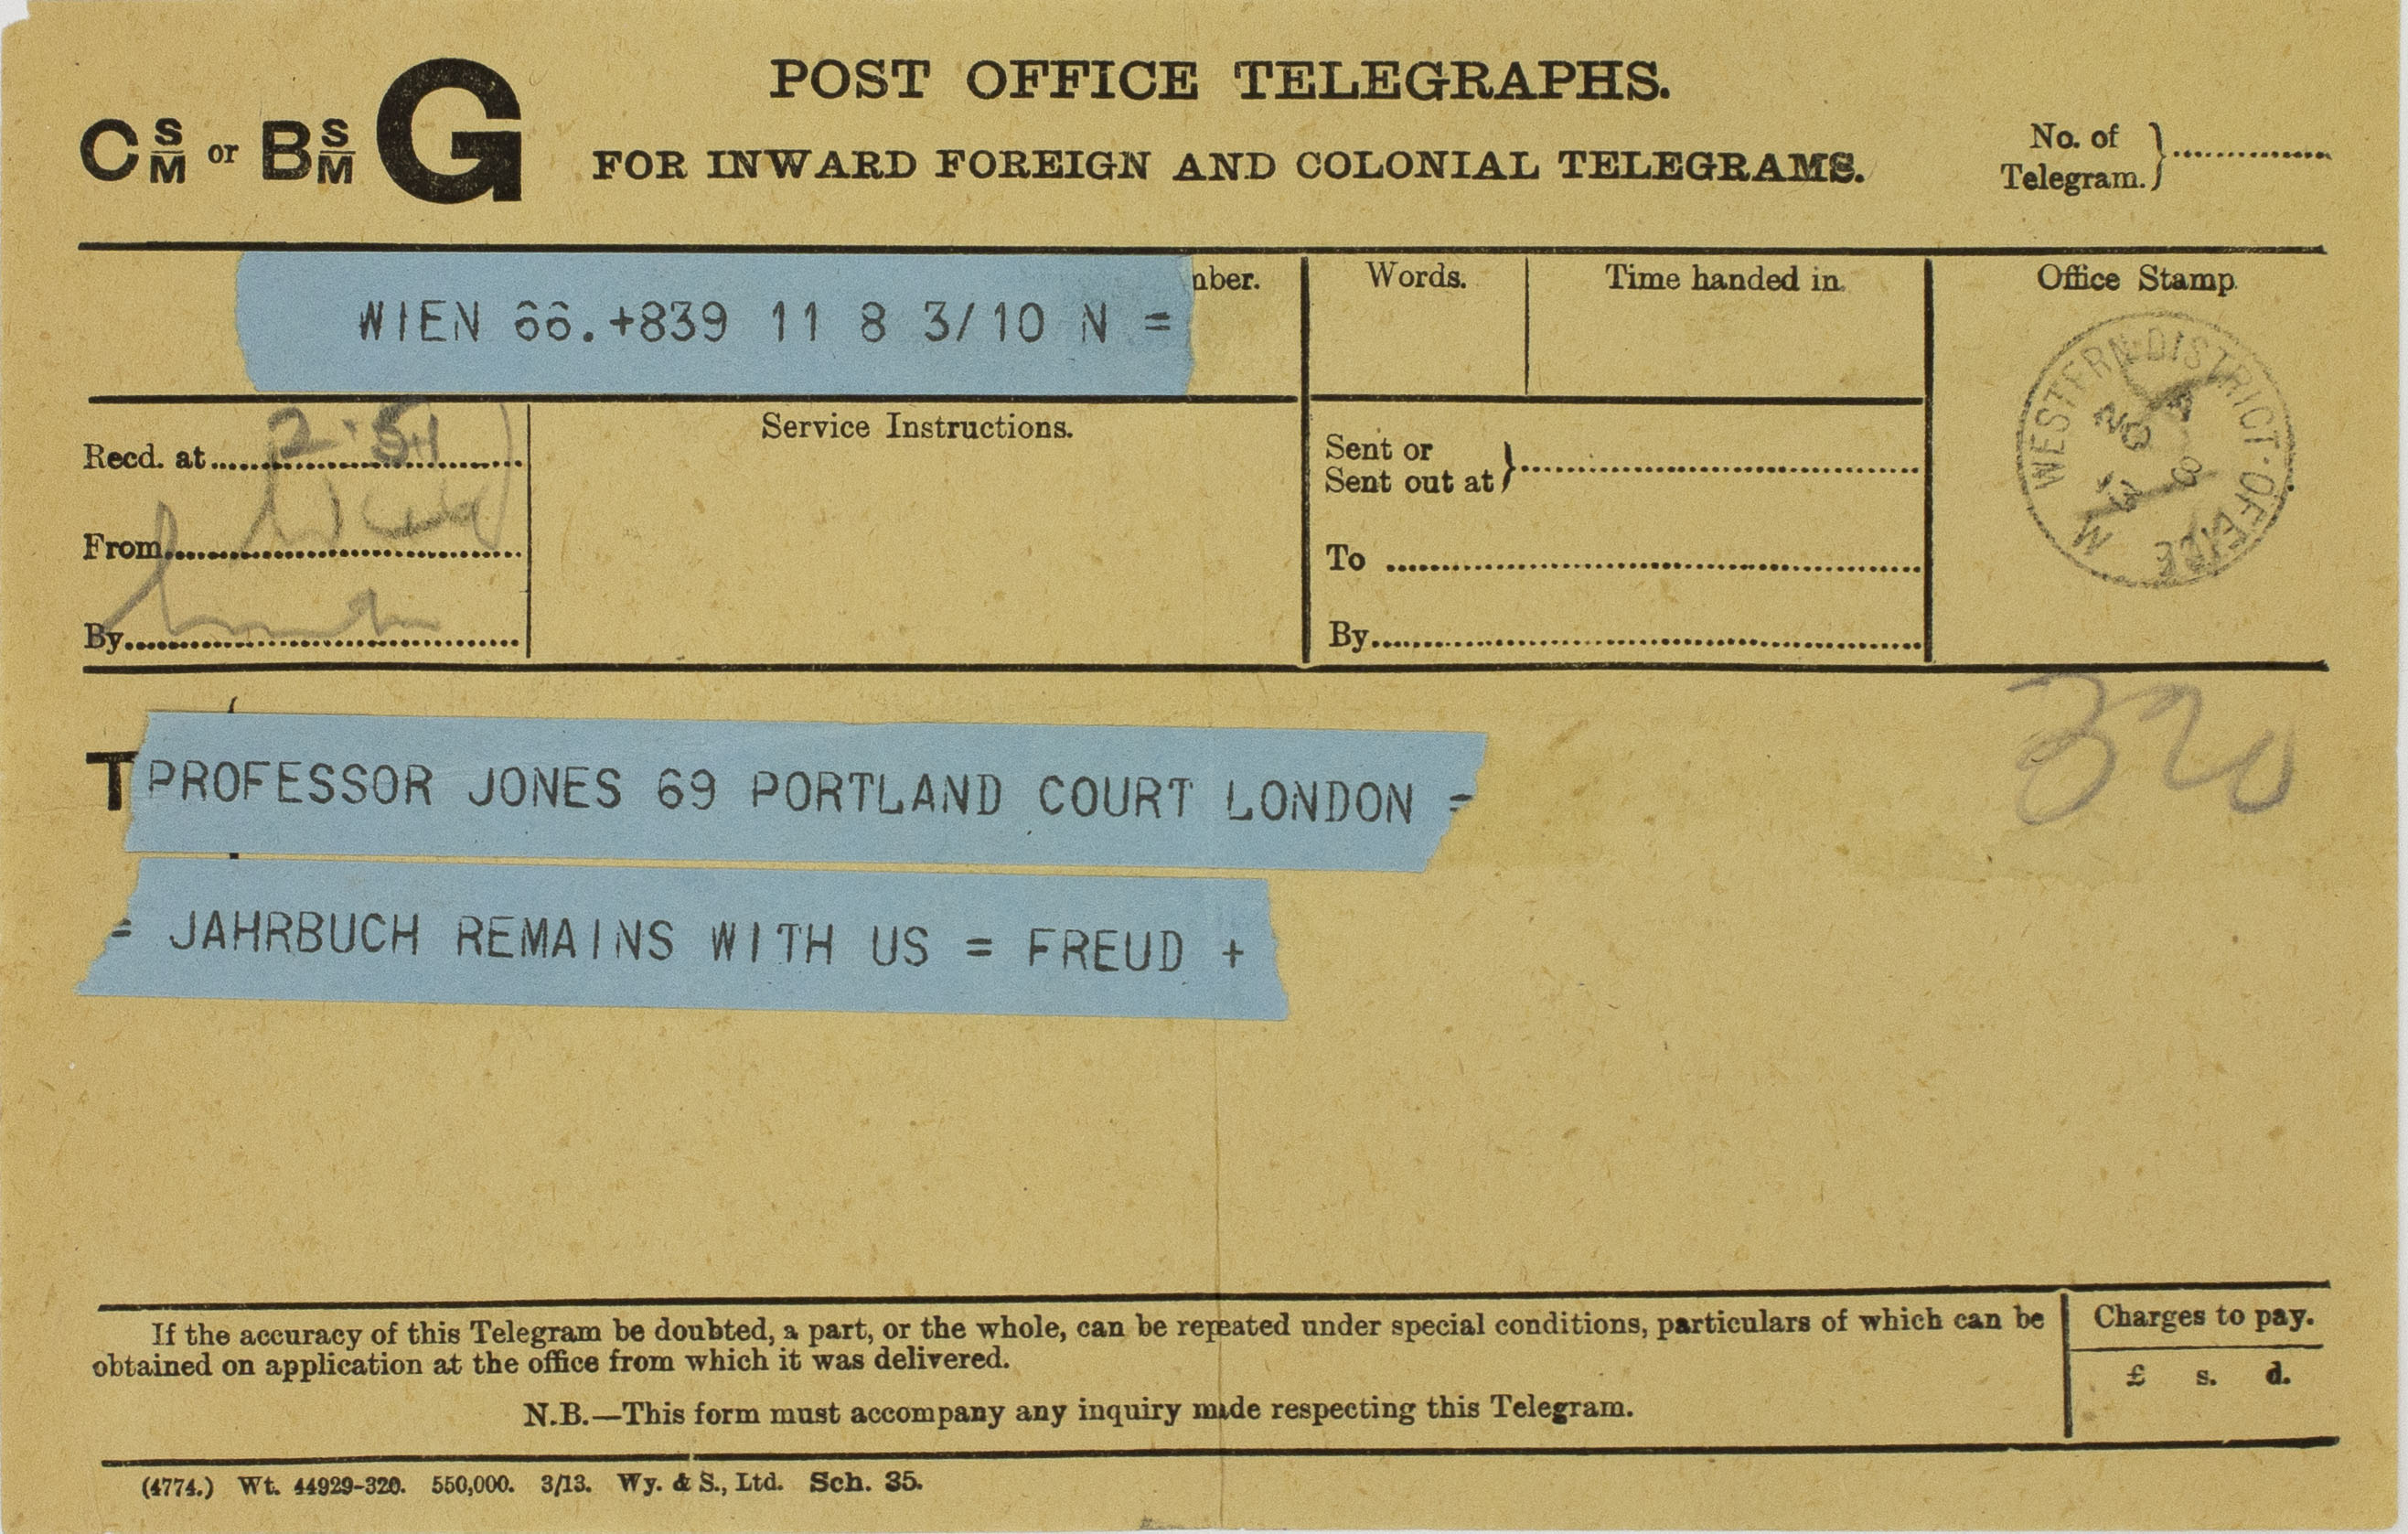 POST OFFICE TELEGRAPHS.
C S/M or B S/M G
FOR INWARD FOREIGN AND COLONIAL TELEGRAMS.
No. of Telegram.}
WIEN 66.+839 11 8 3/10 N =
mber.
Words.
Time handed in.
Office Stamp.
WESTERN DISTRICT OFFICE
W
Recd. at 2.51
Service Instructions.
Sent or
Sent out at}
From
To
By
By
320
T PROFESSOR JONES 69 PORTLAND COURT LONDON =
= JAHRBUCH REMAINS WITH US = FREUD +
If the accuracy of this Telegram be doubted, a part, or the whole, can be repeated under special conditions, particulars of which can be
obtained on application at the office from which it was delivered.
N.B.—This form must accompany any inquiry made respecting this Telegram.
Charges to pay.
£ s. d.
(4774.) Wt. 44929-320. 550,000. 3/13. Wy. & S., Ltd. Sch. 35.